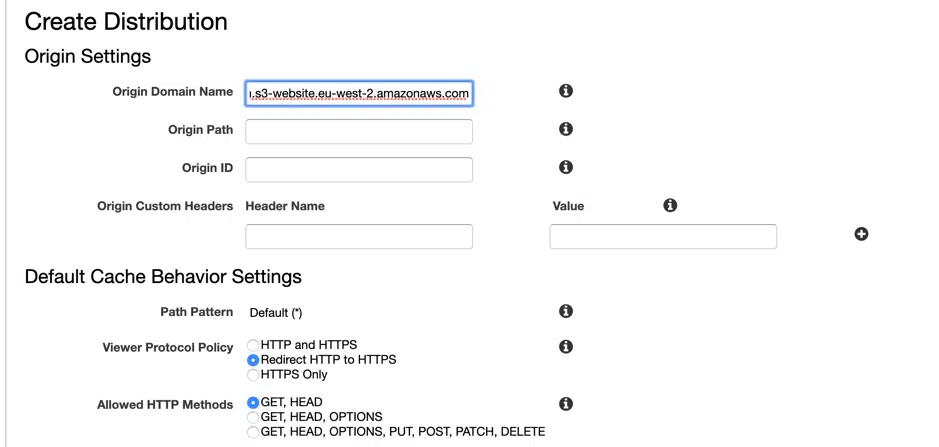 Create Distribution
Origin Settings
Origin Domain Name .s3-website.eu-west-2.amazonaws.com
Origin Path
Origin ID
Origin Custom Headers Header Name Value
Default Cache Behavior Settings
Path Pattern Default (*)
Viewer Protocol Policy HTTP and HTTPS
Redirect HTTP to HTTPS
HTTPS Only
Allowed HTTP Methods GET, HEAD
GET, HEAD, OPTIONS
GET, HEAD, OPTIONS, PUT, POST, PATCH, DELETE